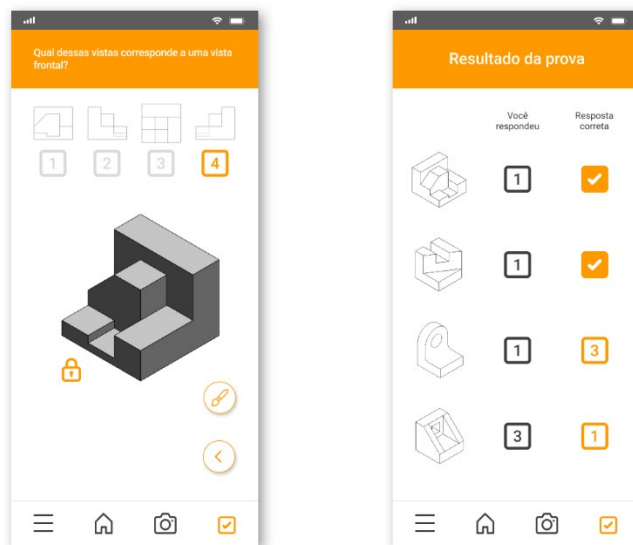 Qual dessas vistas corresponde a uma vista
frontal?
1 2 3 4
Resultado da prova
Você
respondeu
Resposta
correta
1
1
1 3
3 1